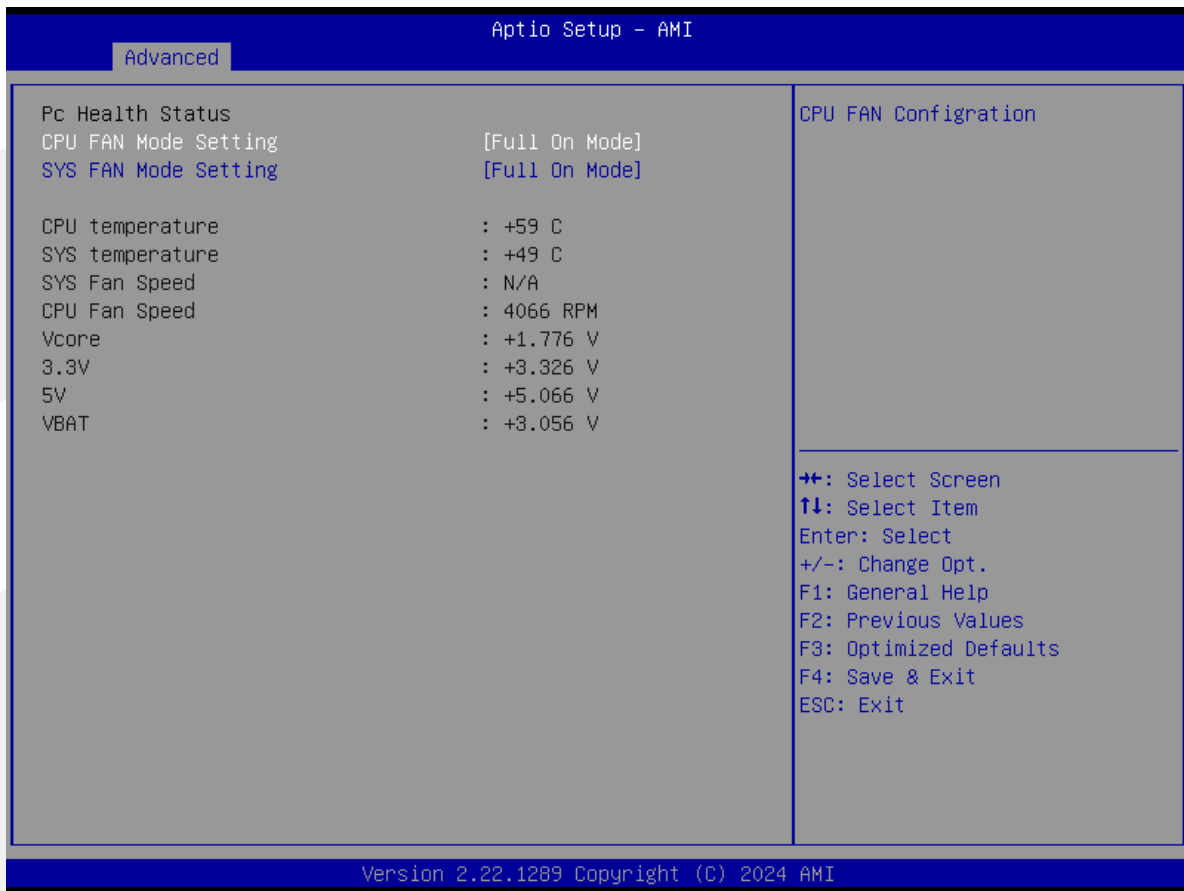 Aptio Setup – AMI
Advanced
Pc Health Status
CPU FAN Mode Setting [Full On Mode]
SYS FAN Mode Setting [Full On Mode]
CPU temperature : +59 C
SYS temperature : +49 C
SYS Fan Speed : N/A
CPU Fan Speed : 4066 RPM
Vcore : +1.776 V
3.3V : +3.326 V
5V : +5.066 V
VBAT : +3.056 V
CPU FAN Configration
→←: Select Screen
↑↓: Select Item
Enter: Select
+/-: Change Opt.
F1: General Help
F2: Previous Values
F3: Optimized Defaults
F4: Save & Exit
ESC: Exit
Version 2.22.1289 Copyright (C) 2024 AMI